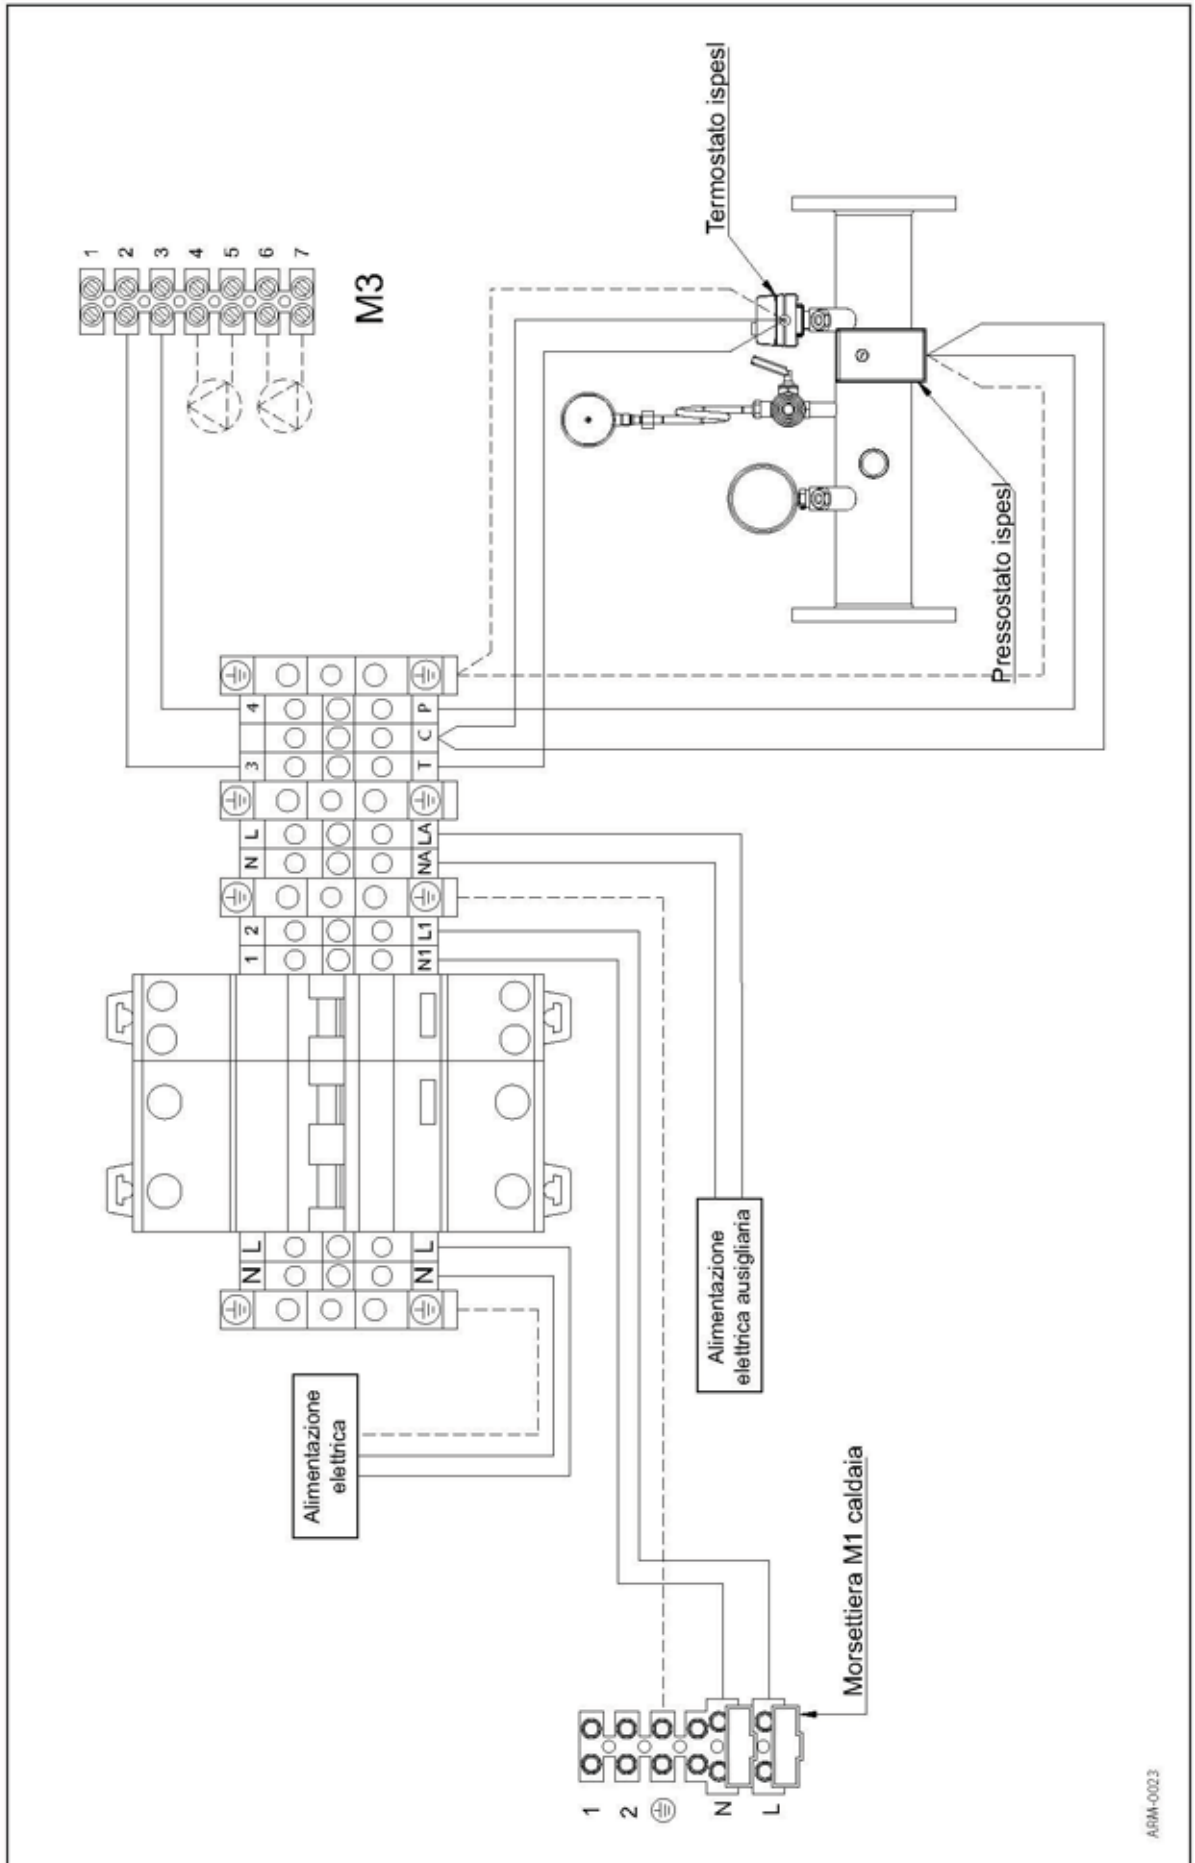 1
2
3
4
5
6
7
M3
Termostato ispesl
Pressostato ispesl
4
3
L
N
2
1
L
N
P
C
T
LA
NA
L1
N1
L
N
Alimentazione
elettrica
Alimentazione
elettrica ausigliaria
Morsettiera M1 caldaia
1
2
N
L
ARM-0023